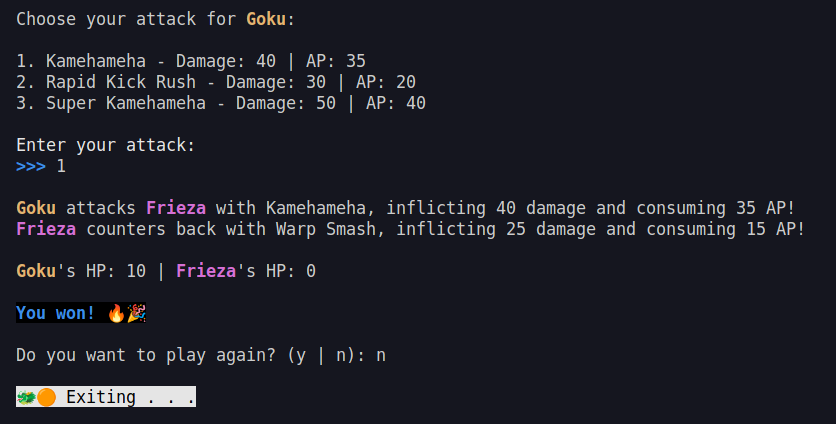 Choose your attack for Goku:
1. Kamehameha - Damage: 40 | AP: 35
2. Rapid Kick Rush - Damage: 30 | AP: 20
3. Super Kamehameha - Damage: 50 | AP: 40
Enter your attack:
>>> 1
Goku attacks Frieza with Kamehameha, inflicting 40 damage and consuming 35 AP!
Frieza counters back with Warp Smash, inflicting 25 damage and consuming 15 AP!
Goku's HP: 10 | Frieza's HP: 0
You won! 🔥🎉
Do you want to play again? (y | n): n
🐲🟠 Exiting . . .